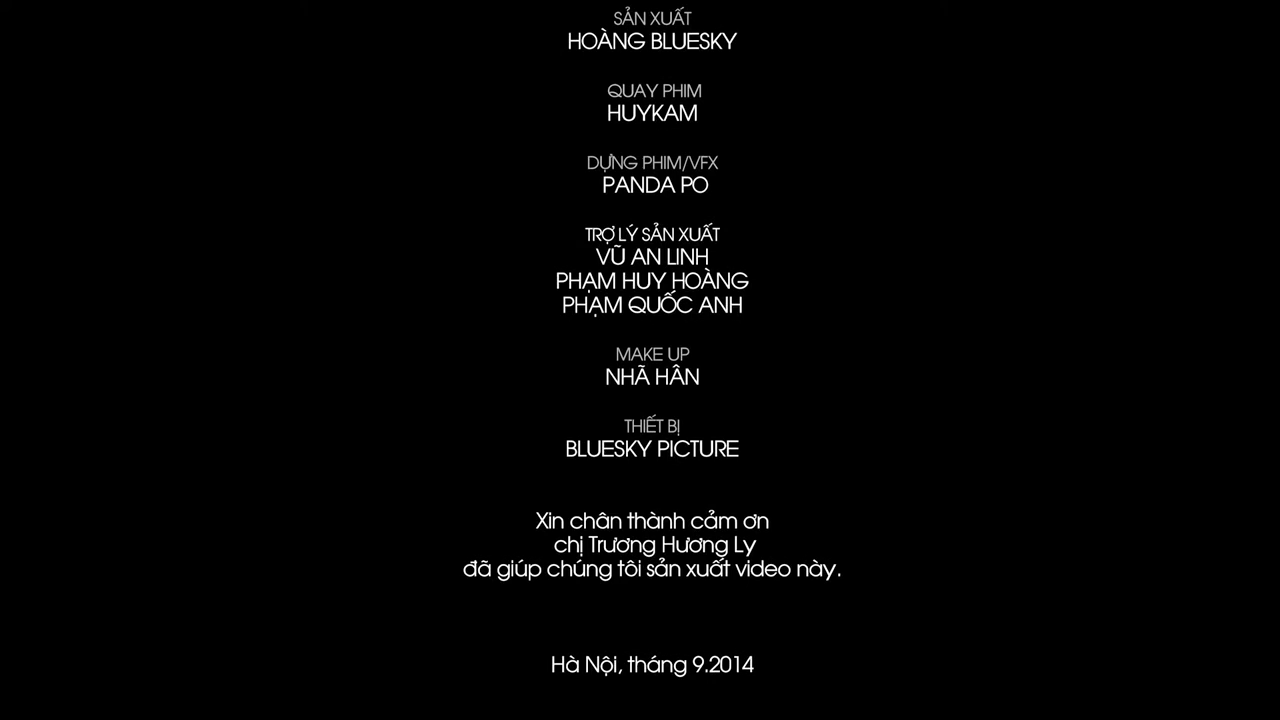 SẢN XUẤT
HOÀNG BLUESKY
QUAY PHIM
HUYKAM
DỰNG PHIM/VFX
PANDA PO
TRỢ LÝ SẢN XUẤT
VŨ AN LINH
PHẠM HUY HOÀNG
PHẠM QUỐC ANH
MAKE UP
NHÃ HÂN
THIẾT BỊ
BLUESKY PICTURE
Xin chân thành cảm ơn
chị Trương Hương Ly
đã giúp chúng tôi sản xuất video này.
Hà Nội, tháng 9.2014